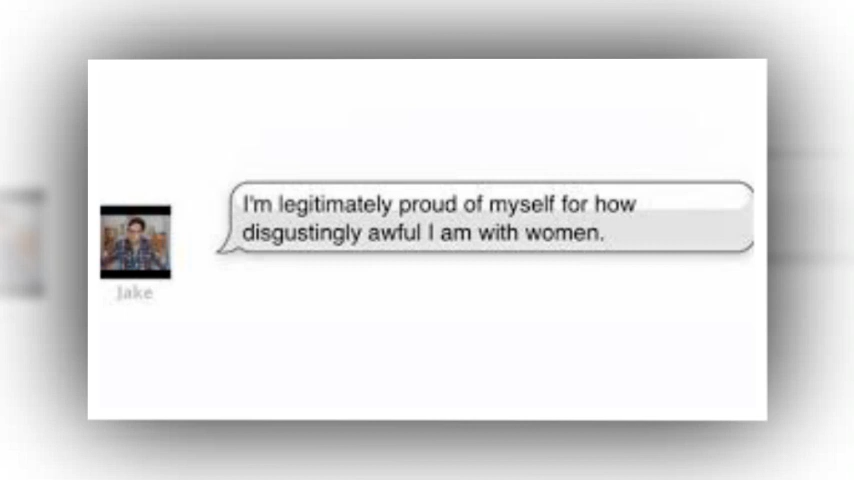 I'm legitimately proud of myself for how
disgustingly awful I am with women.
Jake